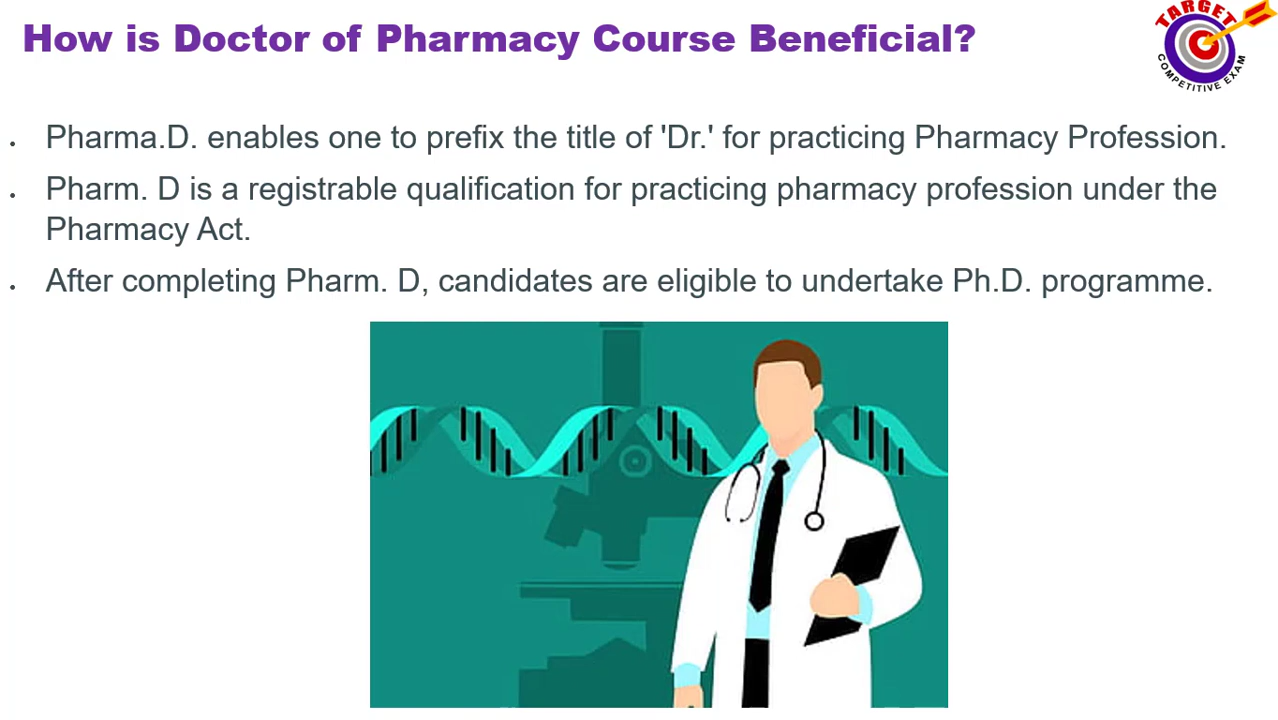 How is Doctor of Pharmacy Course Beneficial?
TARGET
COMPETITIVE EXAM
Pharma.D. enables one to prefix the title of 'Dr.' for practicing Pharmacy Profession.
Pharm. D is a registrable qualification for practicing pharmacy profession under the
Pharmacy Act.
After completing Pharm. D, candidates are eligible to undertake Ph.D. programme.